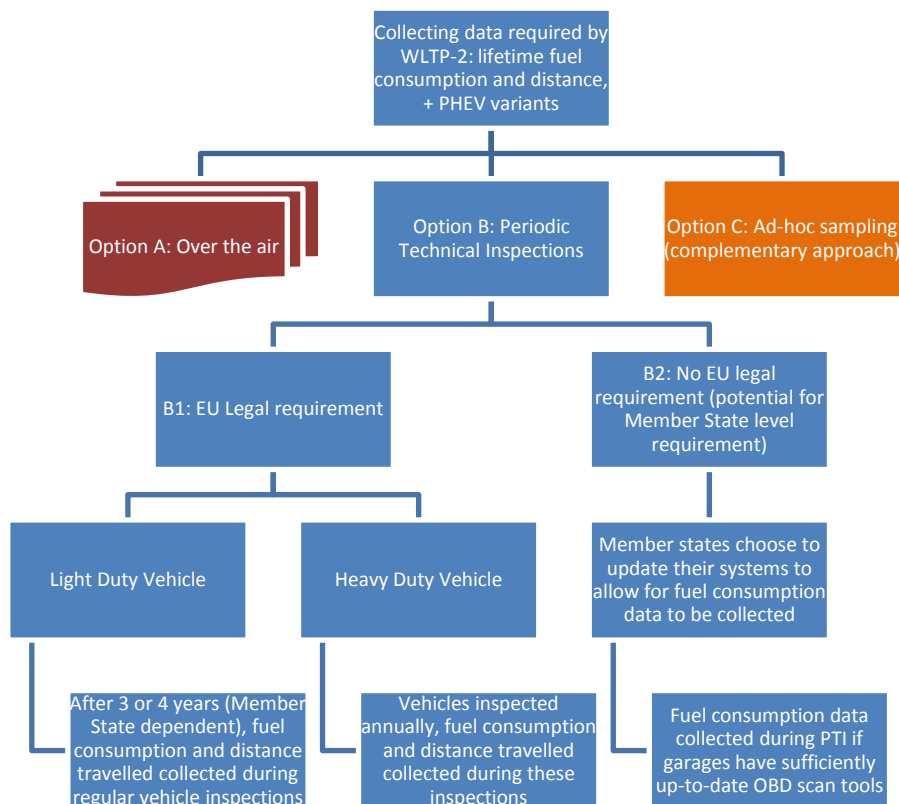 Collecting data required by
WLTP-2: lifetime fuel
consumption and distance,
+ PHEV variants
Option A: Over the air
Option B: Periodic
Technical Inspections
Option C: Ad-hoc sampling
(complementary approach)
B1: EU Legal requirement
B2: No EU legal
requirement (potential for
Member State level
requirement)
Light Duty Vehicle
Heavy Duty Vehicle
Member states choose to
update their systems to
allow for fuel consumption
data to be collected
After 3 or 4 years (Member
State dependent), fuel
consumption and distance
travelled collected during
regular vehicle inspections
Vehicles inspected
annually, fuel consumption
and distance travelled
collected during these
inspections
Fuel consumption data
collected during PTI if
garages have sufficiently
up-to-date OBD scan tools